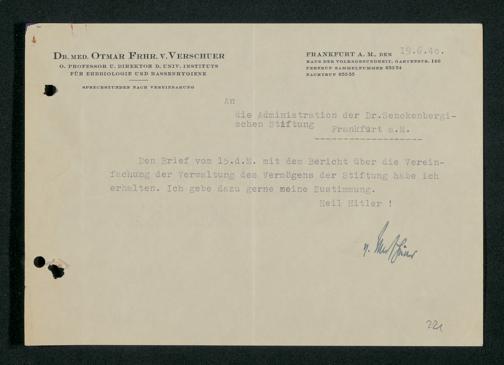 DR. MED. OTMAR FRHR. V. VERSCHUER
O. PROFESSOR U. DIREKTOR D. UNIV. INSTITUTS
FÜR ERBBIOLOGIE UND RASSENHYGIENE
SPRECHSTUNDEN NACH VEREINBARUNG
FRANKFURT A. M., DEN 19.6.40.
HAUS DER VOLKSGESUNDHEIT, GARTENSTR. 140
FERNRUF SAMMELNUMMER
NACHTRUF
An
die Administration der Dr.Senckenbergi-
schen Stiftung
Frankfurt a.M.
Den Brief vom 15.d.M. mit dem Bericht über die Verein-
fachung der Verwaltung des Vermögens der Stiftung habe ich
erhalten. Ich gebe dazu gerne meine Zustimmung.
Heil Hitler !
v. Verschuer
221